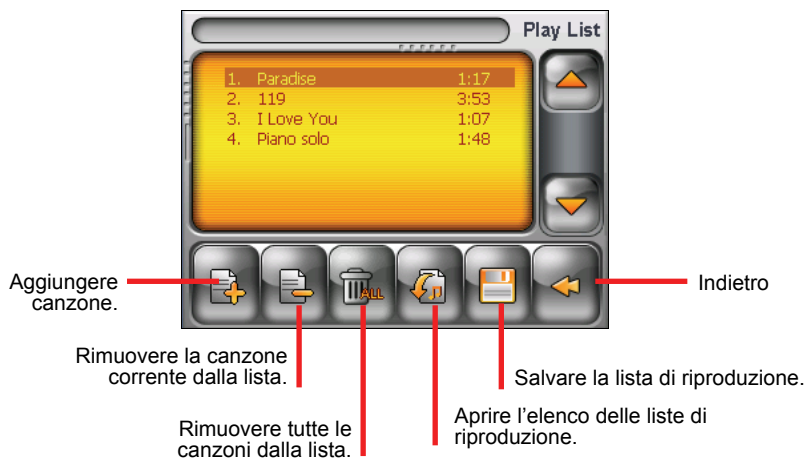 Play List
1. Paradise 1:17
2. 119 3:53
3. I Love You 1:07
4. Piano solo 1:48
ALL
Aggiungere
canzone.
Indietro
Rimuovere la canzone
corrente dalla lista.
Salvare la lista di riproduzione.
Rimuovere tutte le
canzoni dalla lista.
Aprire l'elenco delle liste di
riproduzione.